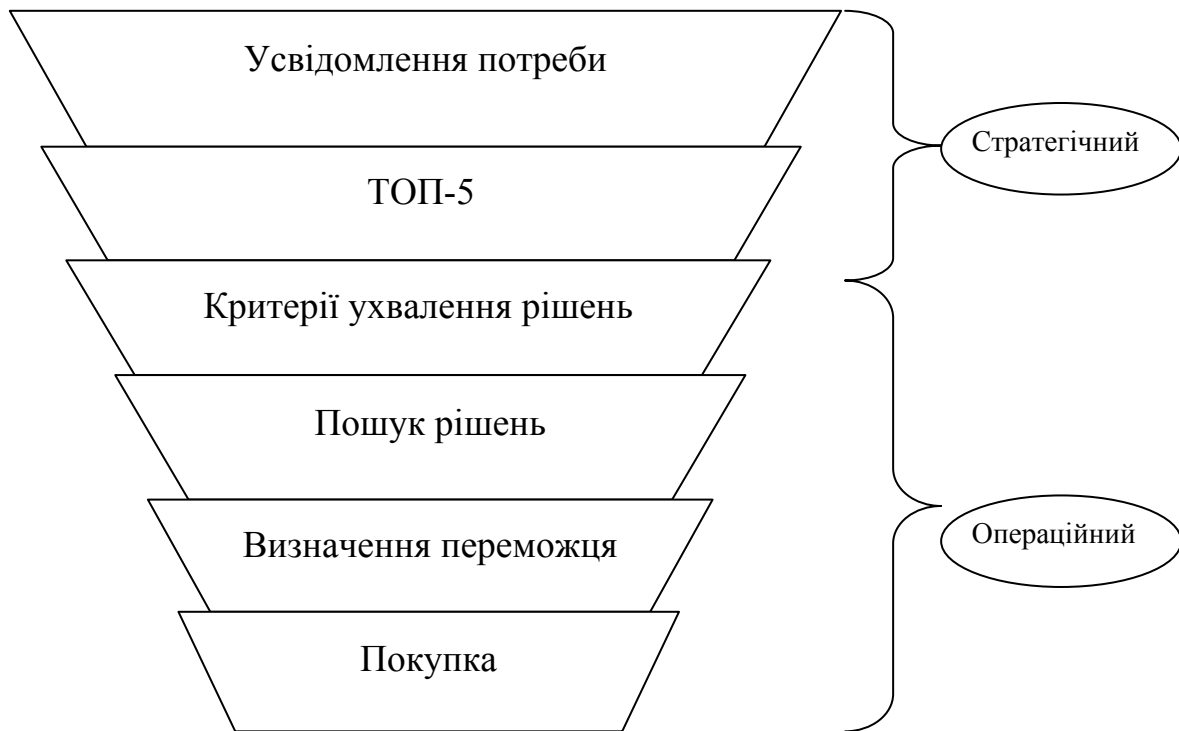 Усвідомлення потреби
Стратегічний
ТОП-5
Критерії ухвалення рішень
Пошук рішень
Визначення переможця
Операційний
Покупка